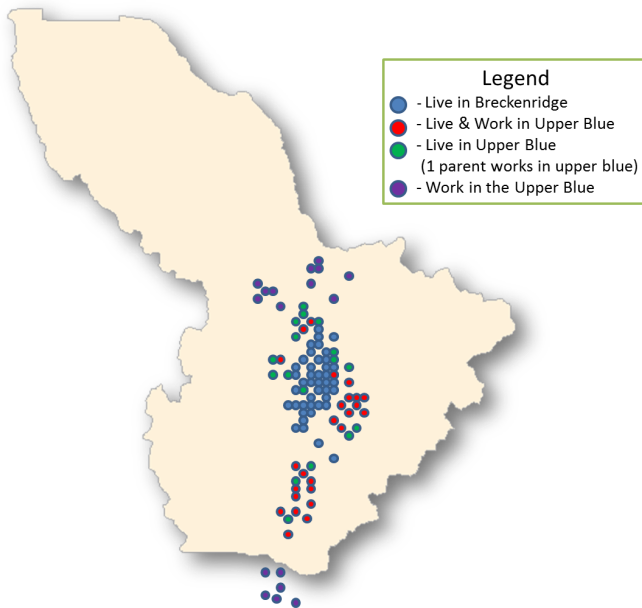 Legend
- Live in Breckenridge
- Live & Work in Upper Blue
- Live in Upper Blue
(1 parent works in upper blue)
- Work in the Upper Blue